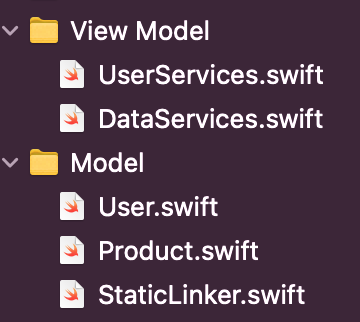 View Model
UserServices.swift
DataServices.swift
Model
User.swift
Product.swift
StaticLinker.swift